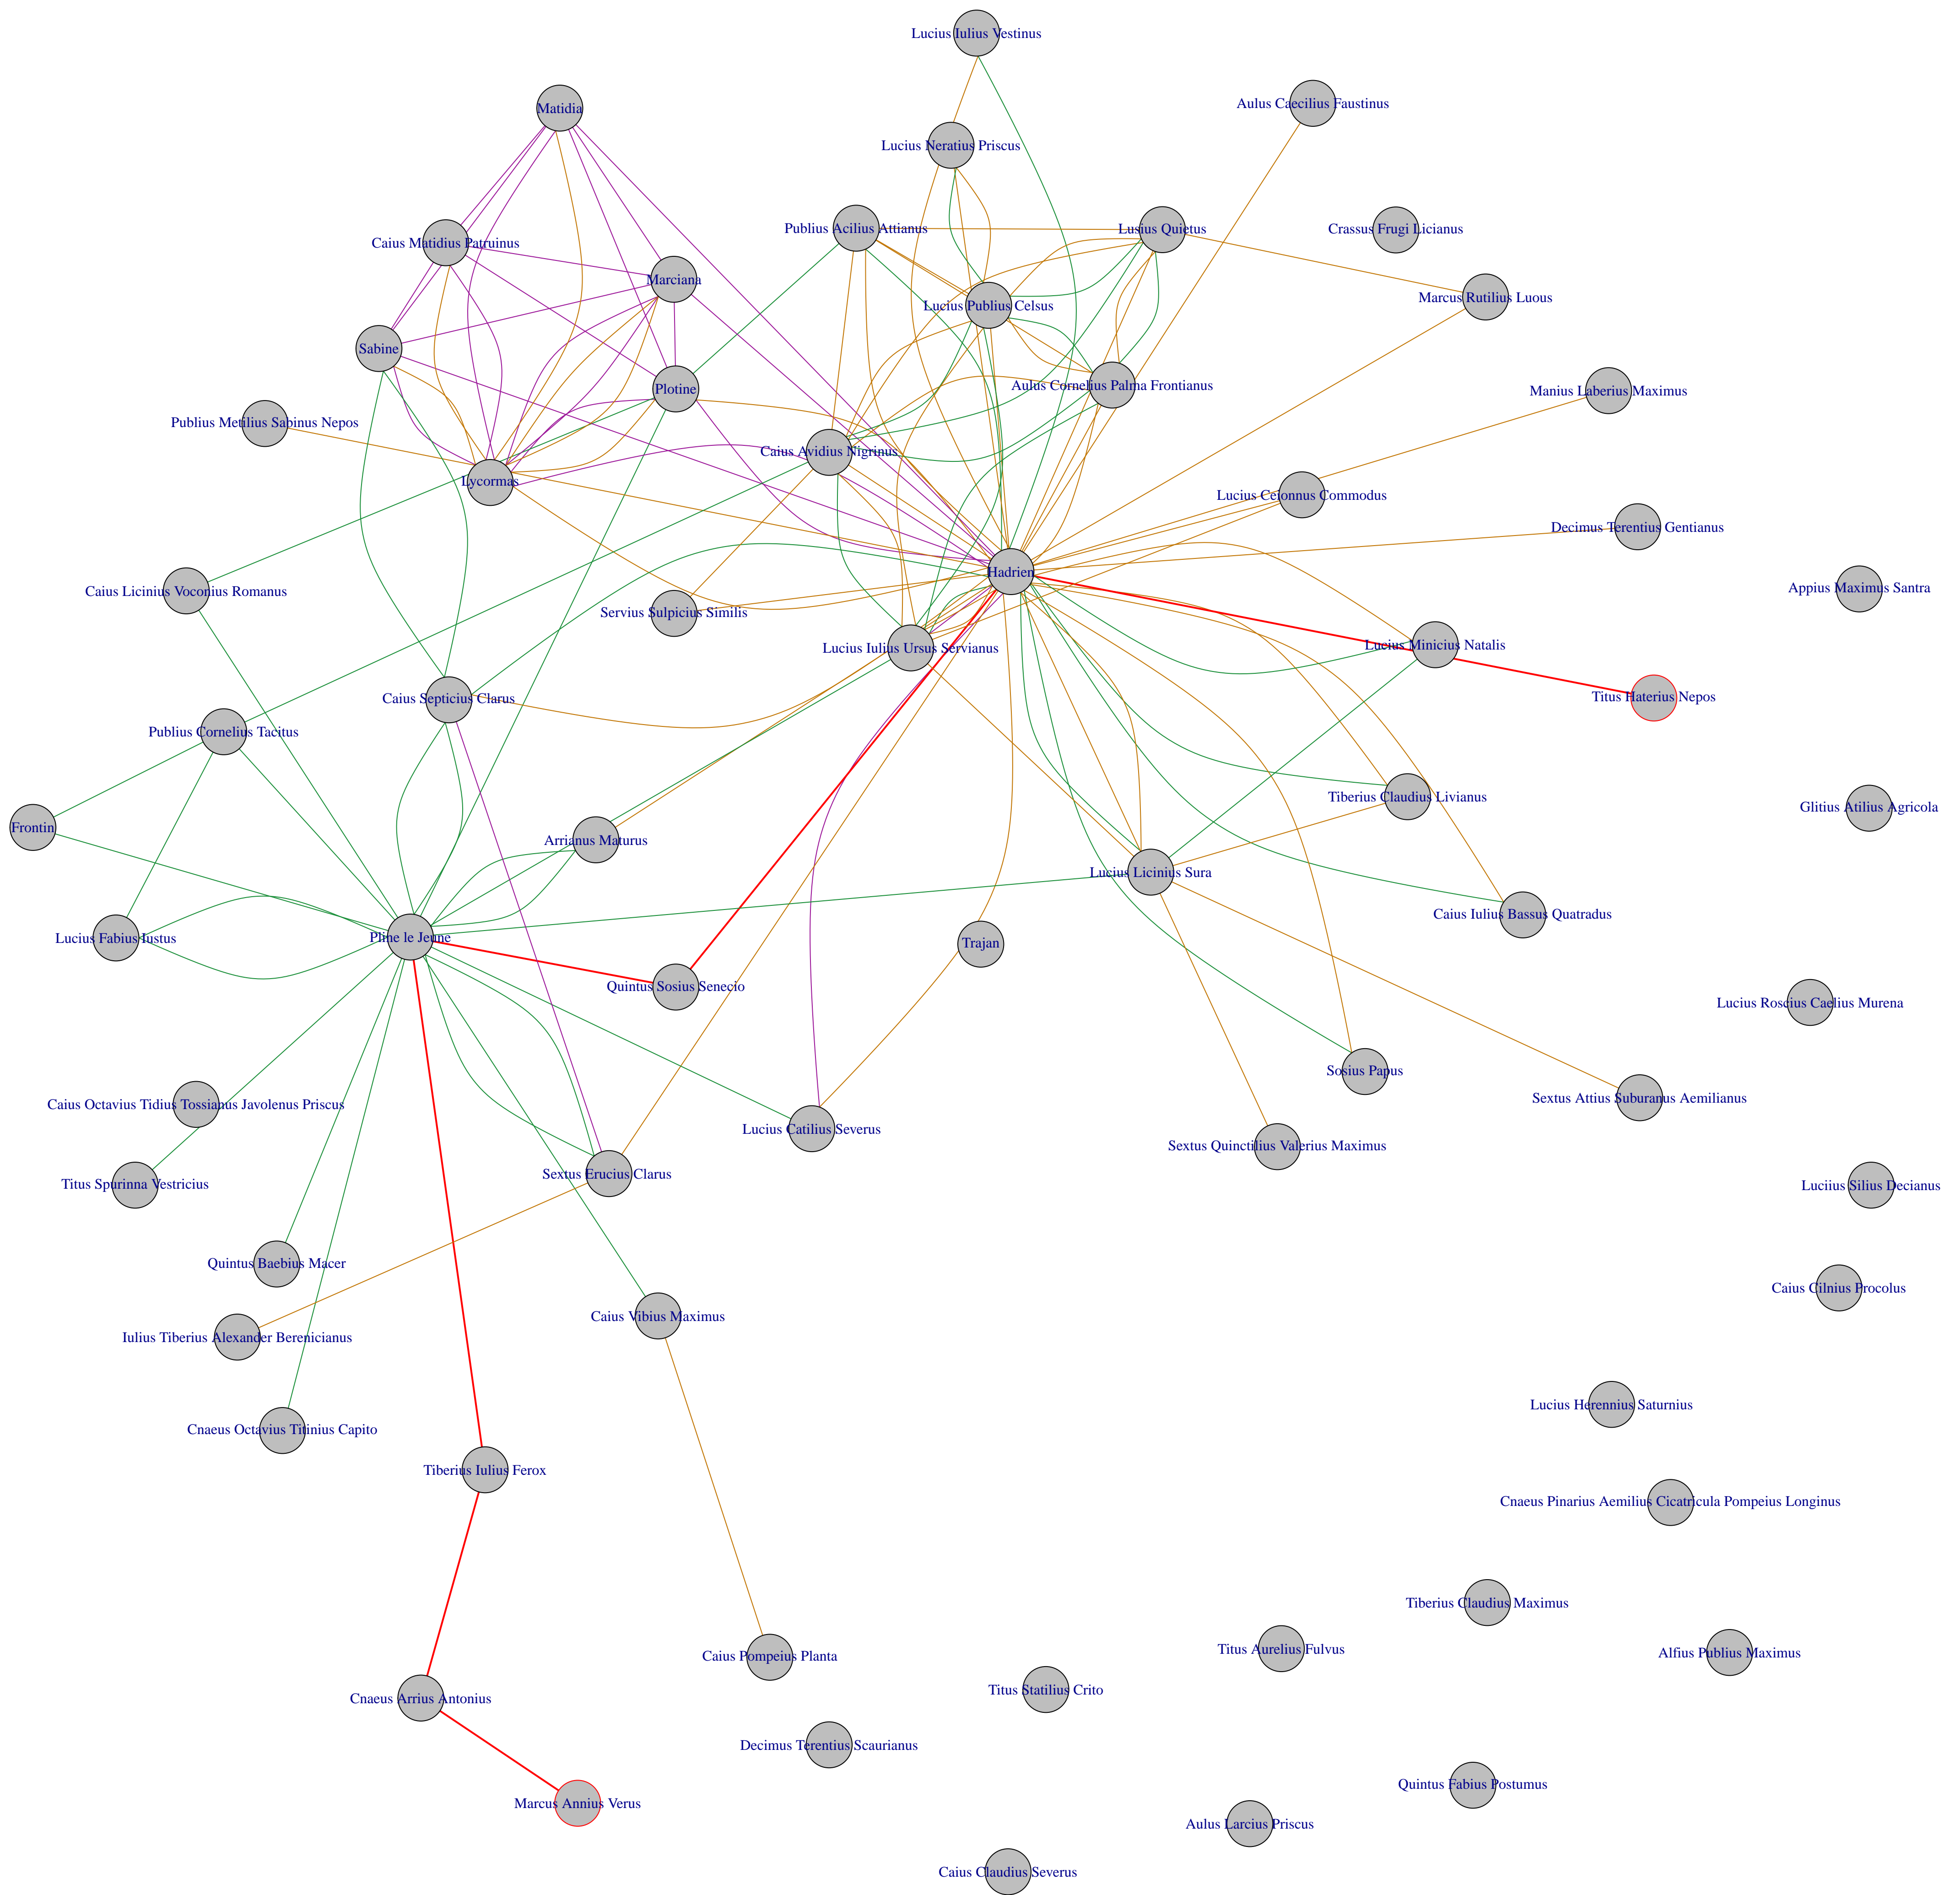 Lucius Iulius Vestinus
Aulus Caecilius Faustinus
Matidia
Lucius Neratius Priscus
Publius Acilius Attianus
Lusius Quietus
Crassus Frugi Licianus
Caius Matidius Patruinus
Marciana
Marcus Rutilius Luous
Lucius Publius Celsus
Sabine
Plotine
Aulus Cornelius Palma Frontianus
Manius Laberius Maximus
Publius Metilius Sabinus Nepos
Caius Avidius Nigrinus
Lycormas
Lucius Ceionnus Commodus
Decimus Terentius Gentianus
Hadrien
Caius Licinius Voconius Romanus
Appius Maximus Santra
Servius Sulpicius Similis
Lucius Iulius Ursus Servianus
Lucius Minicius Natalis
Caius Septicius Clarus
Titus Haterius Nepos
Publius Cornelius Tacitus
Tiberius Claudius Livianus
Glitius Atilius Agricola
Frontin
Arrianus Maturus
Lucius Licinius Sura
Caius Iulius Bassus Quatradus
Lucius Fabius Iustus
Pline le Jeune
Trajan
Quintus Sosius Senecio
Lucius Roscius Caelius Murena
Sosius Papus
Sextus Attius Suburanus Aemilianus
Caius Octavius Tidius Tossianus Javolenus Priscus
Lucius Catilius Severus
Sextus Quinctilius Valerius Maximus
Sextus Erucius Clarus
Titus Spurinna Vestricius
Luciius Silius Decianus
Quintus Baebius Macer
Caius Cilnius Procolus
Caius Vibius Maximus
Iulius Tiberius Alexander Berenicianus
Lucius Herennius Saturnius
Cnaeus Octavius Titinius Capito
Tiberius Iulius Ferox
Cnaeus Pinarius Aemilius Cicatricula Pompeius Longinus
Tiberius Claudius Maximus
Titus Aurelius Fulvus
Alfius Publius Maximus
Caius Pompeius Planta
Titus Statilius Crito
Cnaeus Arrius Antonius
Decimus Terentius Scaurianus
Quintus Fabius Postumus
Marcus Annius Verus
Aulus Larcius Priscus
Caius Claudius Severus